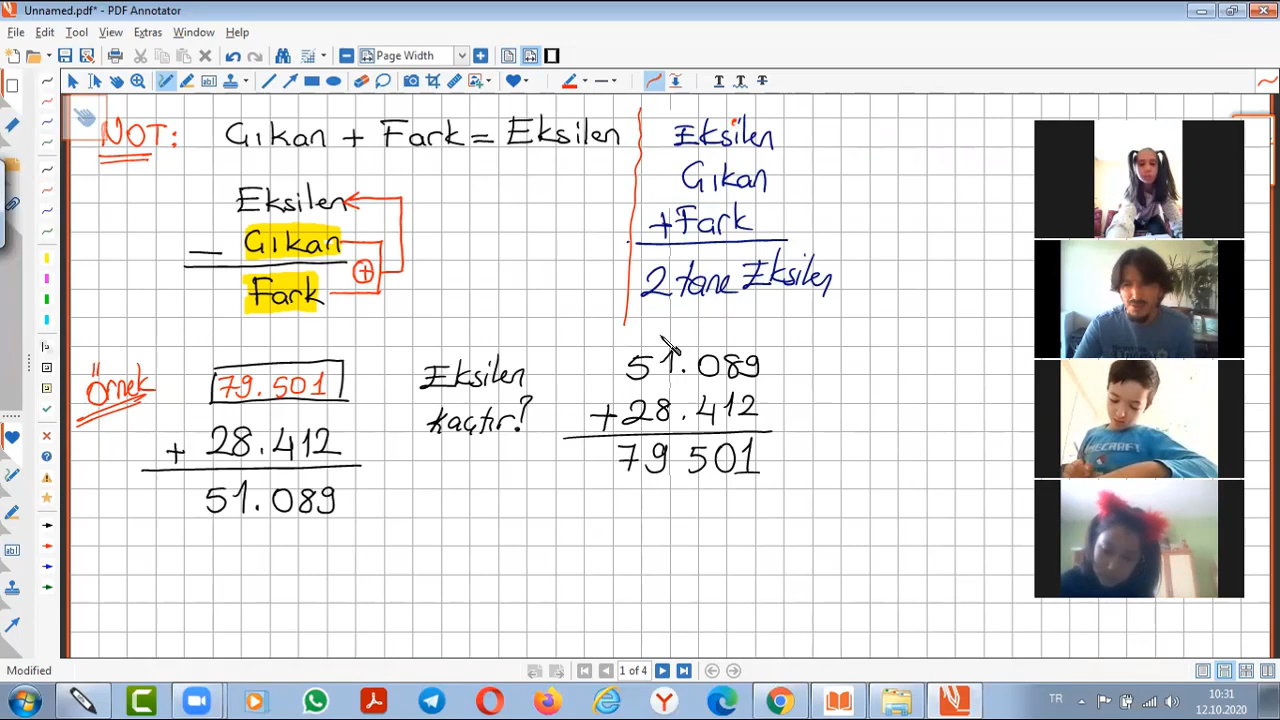 Unnamed.pdf* - PDF Annotator
File Edit Tool View Extras Window Help
Page Width
NOT: Çıkan + Fark = Eksilen
Eksilen
— Çıkan
Fark
+
Eksilen
Çıkan
+ Fark
2 tane Eksilen
Örnek
79.501
+ 28.412
51.089
Eksilen
kaçtır?
51.089
+ 28.412
79 501
MINECRAFT
Modified
1 of 4
TR
10:31
12.10.2020